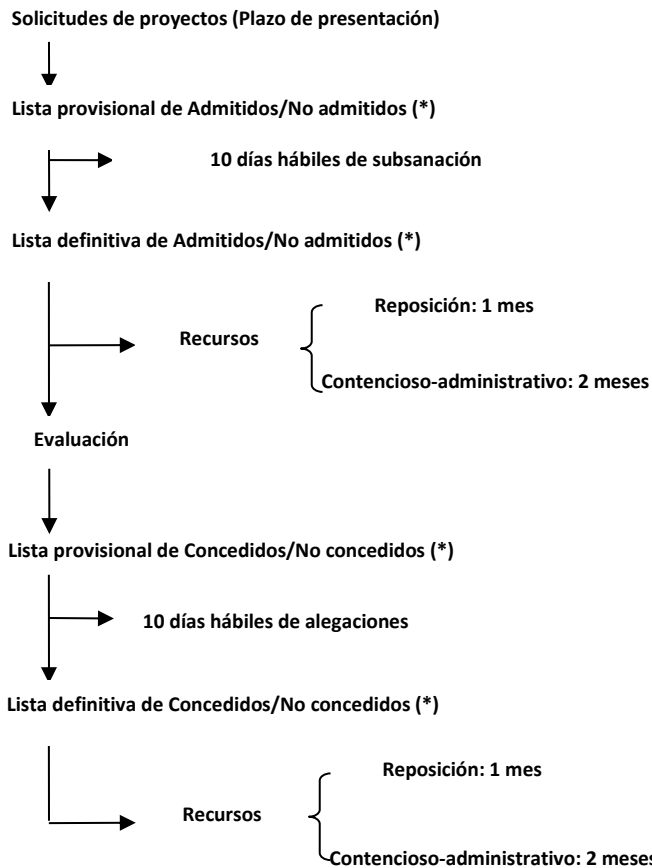 Solicitudes de proyectos (Plazo de presentación)
Lista provisional de Admitidos/No admitidos (*)
10 días hábiles de subsanación
Lista definitiva de Admitidos/No admitidos (*)
Reposición: 1 mes
Recursos
Contencioso-administrativo: 2 meses
Evaluación
Lista provisional de Concedidos/No concedidos (*)
10 días hábiles de alegaciones
Lista definitiva de Concedidos/No concedidos (*)
Reposición: 1 mes
Recursos
Contencioso-administrativo: 2 meses